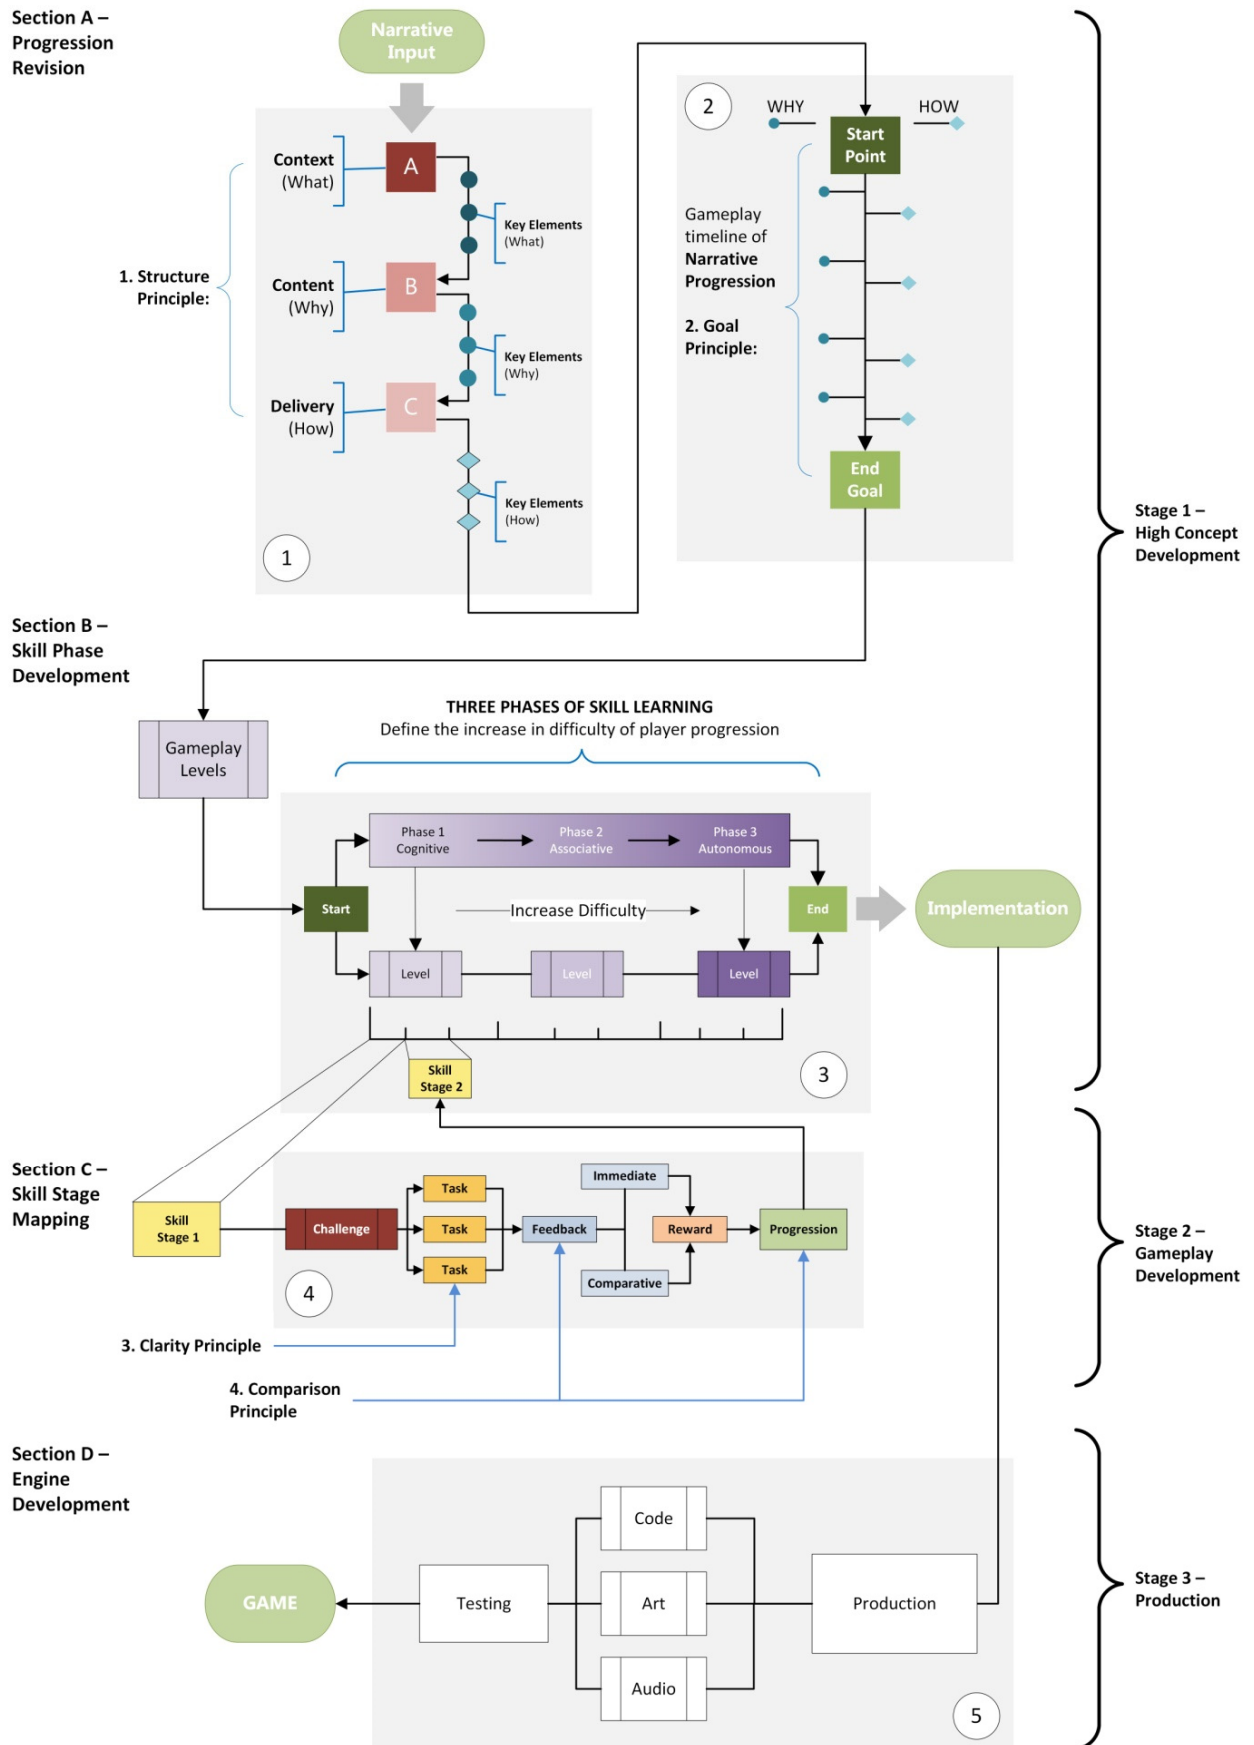 Section A –
Progression
Revision
Narrative
Input
1. Structure
Principle:
Context
(What)
A
Key Elements
(What)
Content
(Why)
B
Key Elements
(Why)
Delivery
(How)
C
Key Elements
(How)
1
2
WHY
HOW
Start
Point
Gameplay
timeline of
Narrative
Progression
2. Goal
Principle:
End
Goal
Stage 1 –
High Concept
Development
Section B –
Skill Phase
Development
Gameplay
Levels
THREE PHASES OF SKILL LEARNING
Define the increase in difficulty of player progression
Phase 1
Cognitive
Phase 2
Associative
Phase 3
Autonomous
Start
Increase Difficulty
End
Implementation
Level
Level
Level
Skill
Stage 2
3
Section C –
Skill Stage
Mapping
Skill
Stage 1
Challenge
Task
Task
Task
Feedback
Immediate
Comparative
Reward
Progression
4
3. Clarity Principle
4. Comparison
Principle
Stage 2 –
Gameplay
Development
Section D –
Engine
Development
GAME
Testing
Code
Art
Audio
Production
5
Stage 3 –
Production